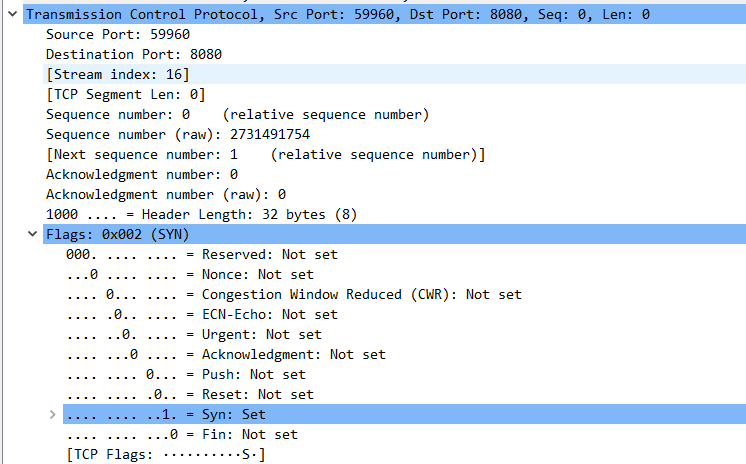 Transmission Control Protocol, Src Port: 59960, Dst Port: 8080, Seq: 0, Len: 0
Source Port: 59960
Destination Port: 8080
[Stream index: 16]
[TCP Segment Len: 0]
Sequence number: 0    (relative sequence number)
Sequence number (raw): 2731491754
[Next sequence number: 1    (relative sequence number)]
Acknowledgment number: 0
Acknowledgment number (raw): 0
1000 .... = Header Length: 32 bytes (8)
Flags: 0x002 (SYN)
000. .... .... = Reserved: Not set
...0 .... .... = Nonce: Not set
.... 0... .... = Congestion Window Reduced (CWR): Not set
.... .0.. .... = ECN-Echo: Not set
.... ..0. .... = Urgent: Not set
.... ...0 .... = Acknowledgment: Not set
.... .... 0... = Push: Not set
.... .... .0.. = Reset: Not set
.... .... ..1. = Syn: Set
.... .... ...0 = Fin: Not set
[TCP Flags: ··········S·]